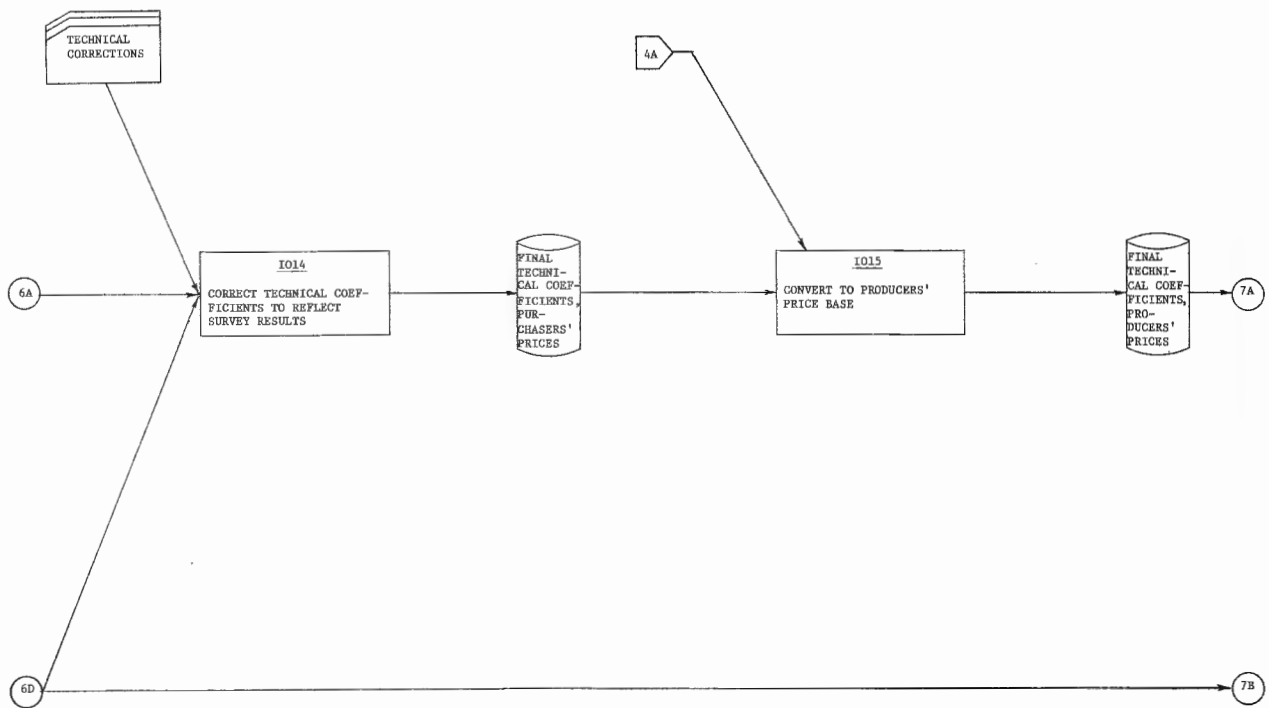 TECHNICAL
CORRECTIONS
4A
6A
IO14
CORRECT TECHNICAL COEF-
FICIENTS TO REFLECT
SURVEY RESULTS
FINAL
TECHNI-
CAL COEF-
FICIENTS,
PUR-
CHASERS'
PRICES
IO15
CONVERT TO PRODUCERS'
PRICE BASE
FINAL
TECHNI-
CAL COEF-
FICIENTS,
PRO-
DUCERS'
PRICES
7A
6D
7B